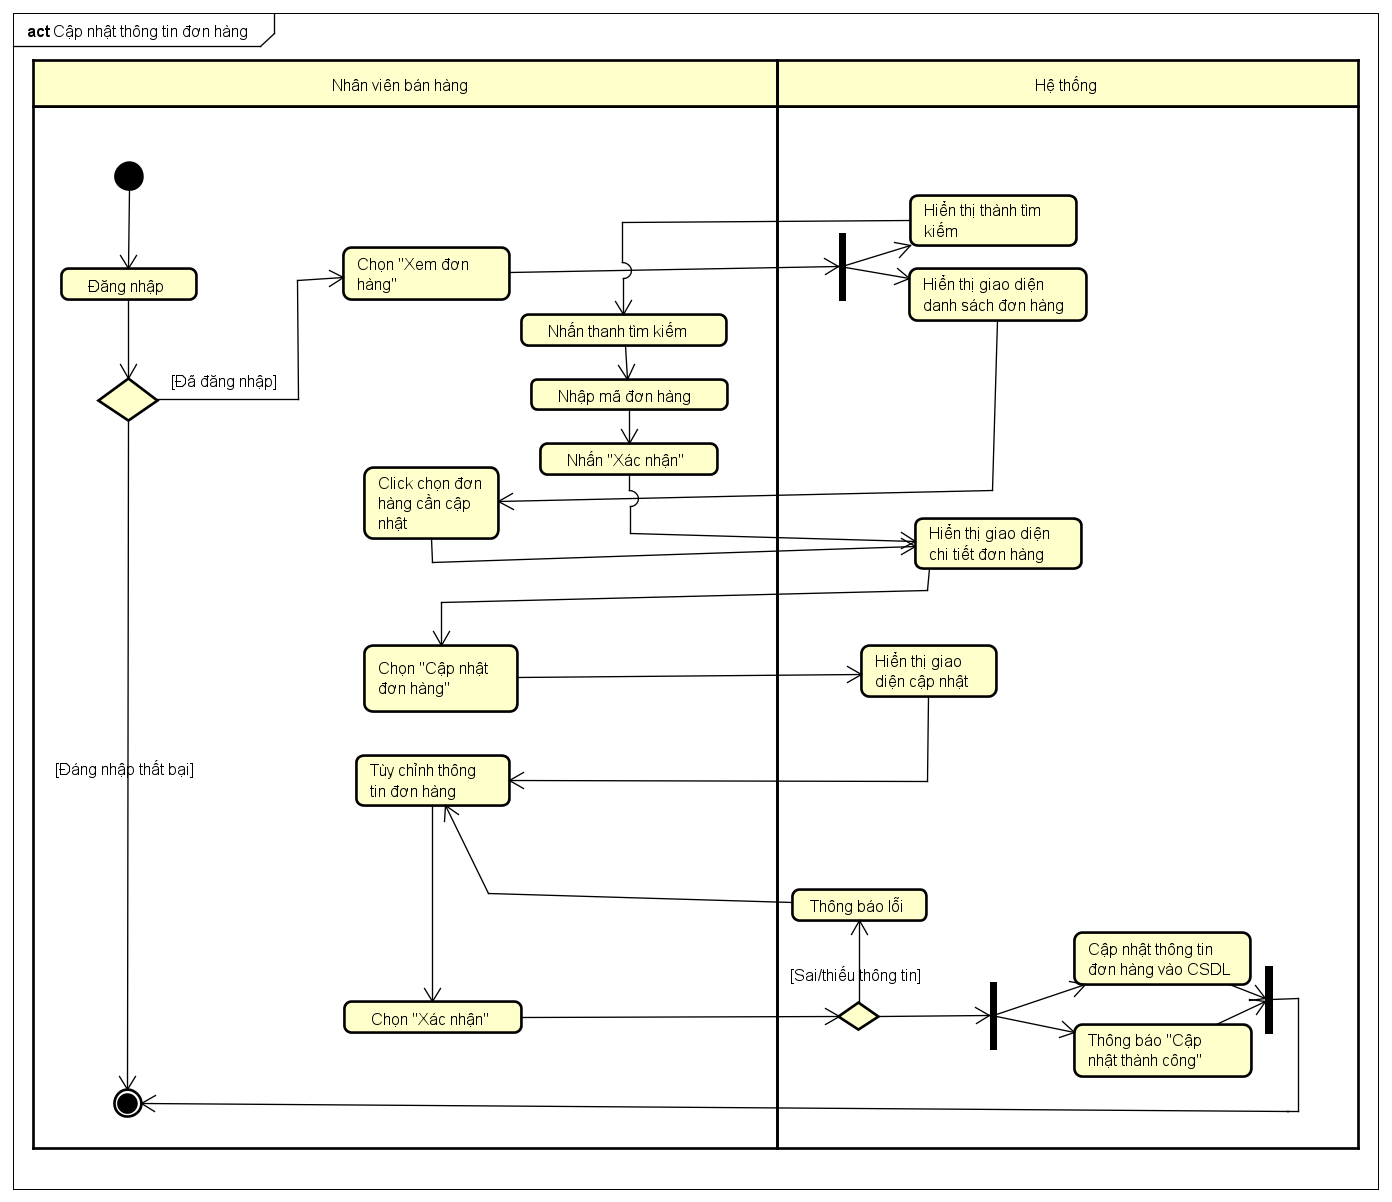 act Cập nhật thông tin đơn hàng
Nhân viên bán hàng
Hệ thống
Hiển thị thành tìm
kiếm
Đăng nhập
Chọn "Xem đơn
hàng"
Hiển thị giao diện
danh sách đơn hàng
Nhấn thanh tìm kiếm
[Đã đăng nhập]
Nhập mã đơn hàng
Nhấn "Xác nhận"
Click chọn đơn
hàng cần cập
nhật
Hiển thị giao diện
chi tiết đơn hàng
Chọn "Cập nhật
đơn hàng"
Hiển thị giao
diện cập nhật
[Đáng nhập thất bại]
Tùy chỉnh thông
tin đơn hàng
Thông báo lỗi
[Sai/thiếu thông tin]
Cập nhật thông tin
đơn hàng vào CSDL
Chọn "Xác nhận"
Thông báo "Cập
nhật thành công"